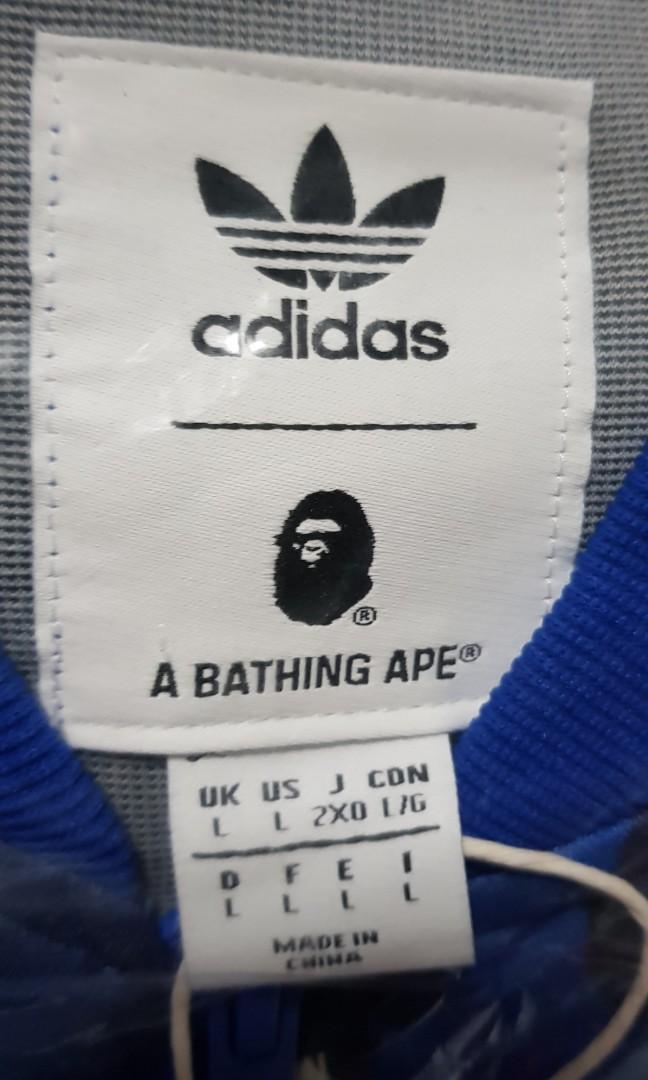 adidas
®
A BATHING APE®
UK US J CDN
L L 2XO L/G
D F E I
L L L L
MADE IN
CHINA